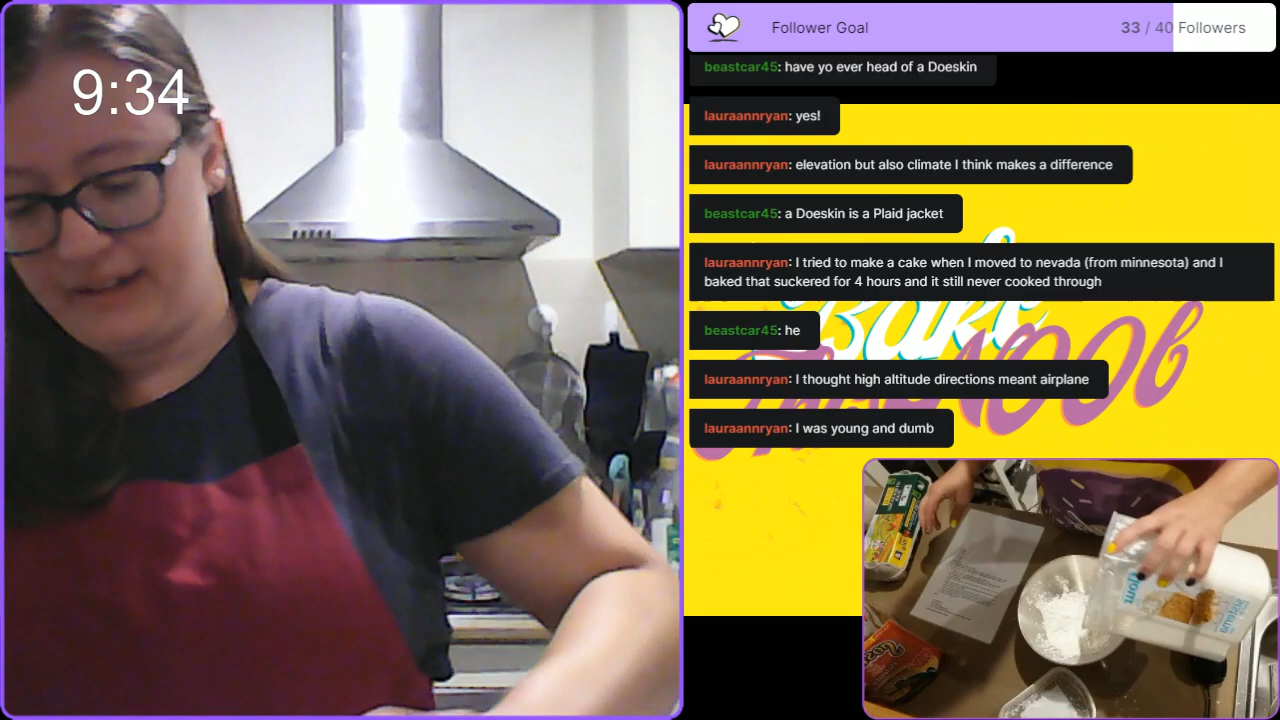 9:34
Follower Goal
33 / 40 Followers
beastcar45: have yo ever head of a Doeskin
lauraannryan: yes!
lauraannryan: elevation but also climate I think makes a difference
beastcar45: a Doeskin is a Plaid jacket
lauraannryan: I tried to make a cake when I moved to nevada (from minnesota) and I
baked that suckered for 4 hours and it still never cooked through
beastcar45: he
lauraannryan: I thought high altitude directions meant airplane
lauraannryan: I was young and dumb
Bake
This NOOb